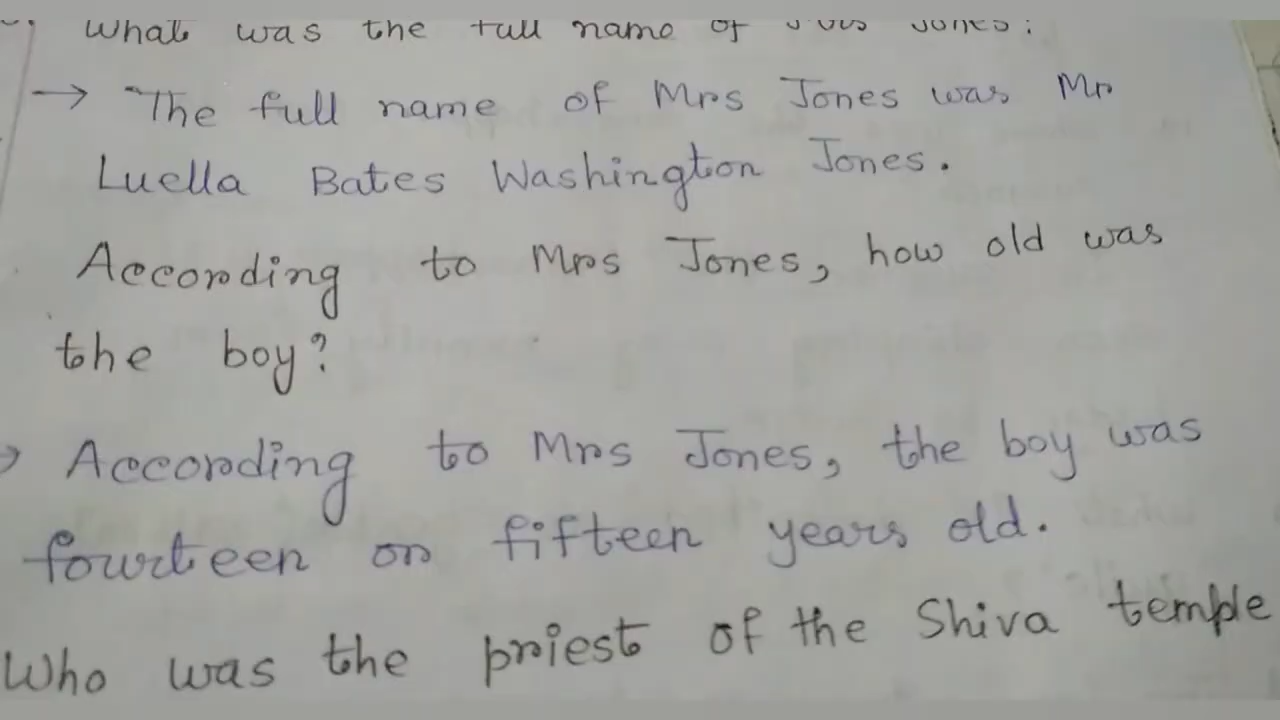 What was the full name of Mrs Jones?
→ The full name of Mrs Jones was Mr
Luella Bates Washington Jones.
According to Mrs Jones, how old was
the boy?
According to Mrs Jones, the boy was
fourteen or fifteen years old.
Who was the priest of the Shiva temple